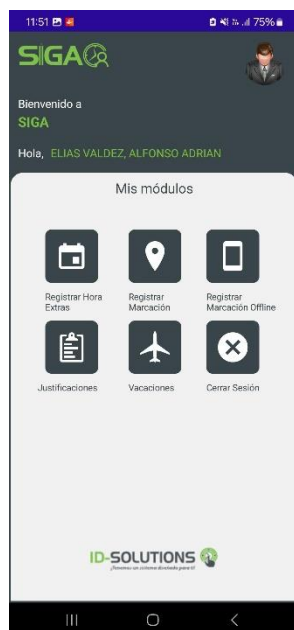 11:51
75%
SIGA
Bienvenido a
SIGA
Hola, ELIAS VALDEZ, ALFONSO ADRIAN
Mis módulos
Registrar Hora Extras
Registrar Marcación
Registrar Marcación Offline
Justificaciones
Vacaciones
Cerrar Sesión
ID-SOLUTIONS